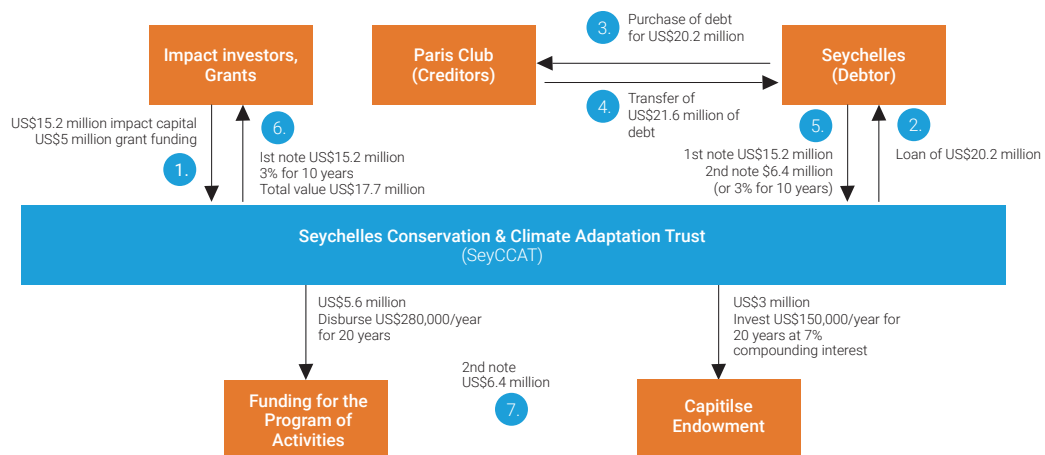 Impact investors,
Grants
Paris Club
(Creditors)
3.
Purchase of debt
for US$20.2 million
Seychelles
(Debtor)
US$15.2 million impact capital
US$5 million grant funding
1.
6.
Ist note US$15.2 million
3% for 10 years
Total value US$17.7 million
4.
Transfer of
US$21.6 million of
debt
5.
1st note US$15.2 million
2nd note $6.4 million
(or 3% for 10 years)
2.
Loan of US$20.2 million
Seychelles Conservation & Climate Adaptation Trust
(SeyCCAT)
US$5.6 million
Disburse US$280,000/year
for 20 years
US$3 million
Invest US$150,000/year for
20 years at 7%
compounding interest
2nd note
US$6.4 million
7.
Funding for the
Program of
Activities
Capitilse
Endowment